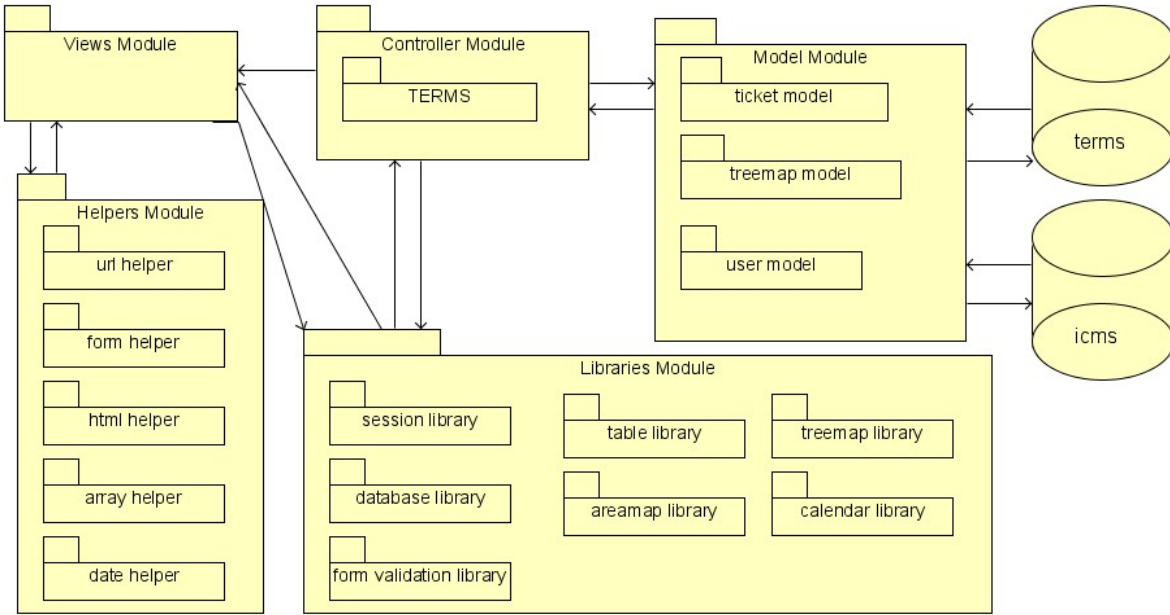 Views Module
Controller Module
TERMS
Model Module
ticket model
treemap model
user model
terms
icms
Helpers Module
url helper
form helper
html helper
array helper
date helper
Libraries Module
session library
database library
form validation library
table library
areamap library
treemap library
calendar library